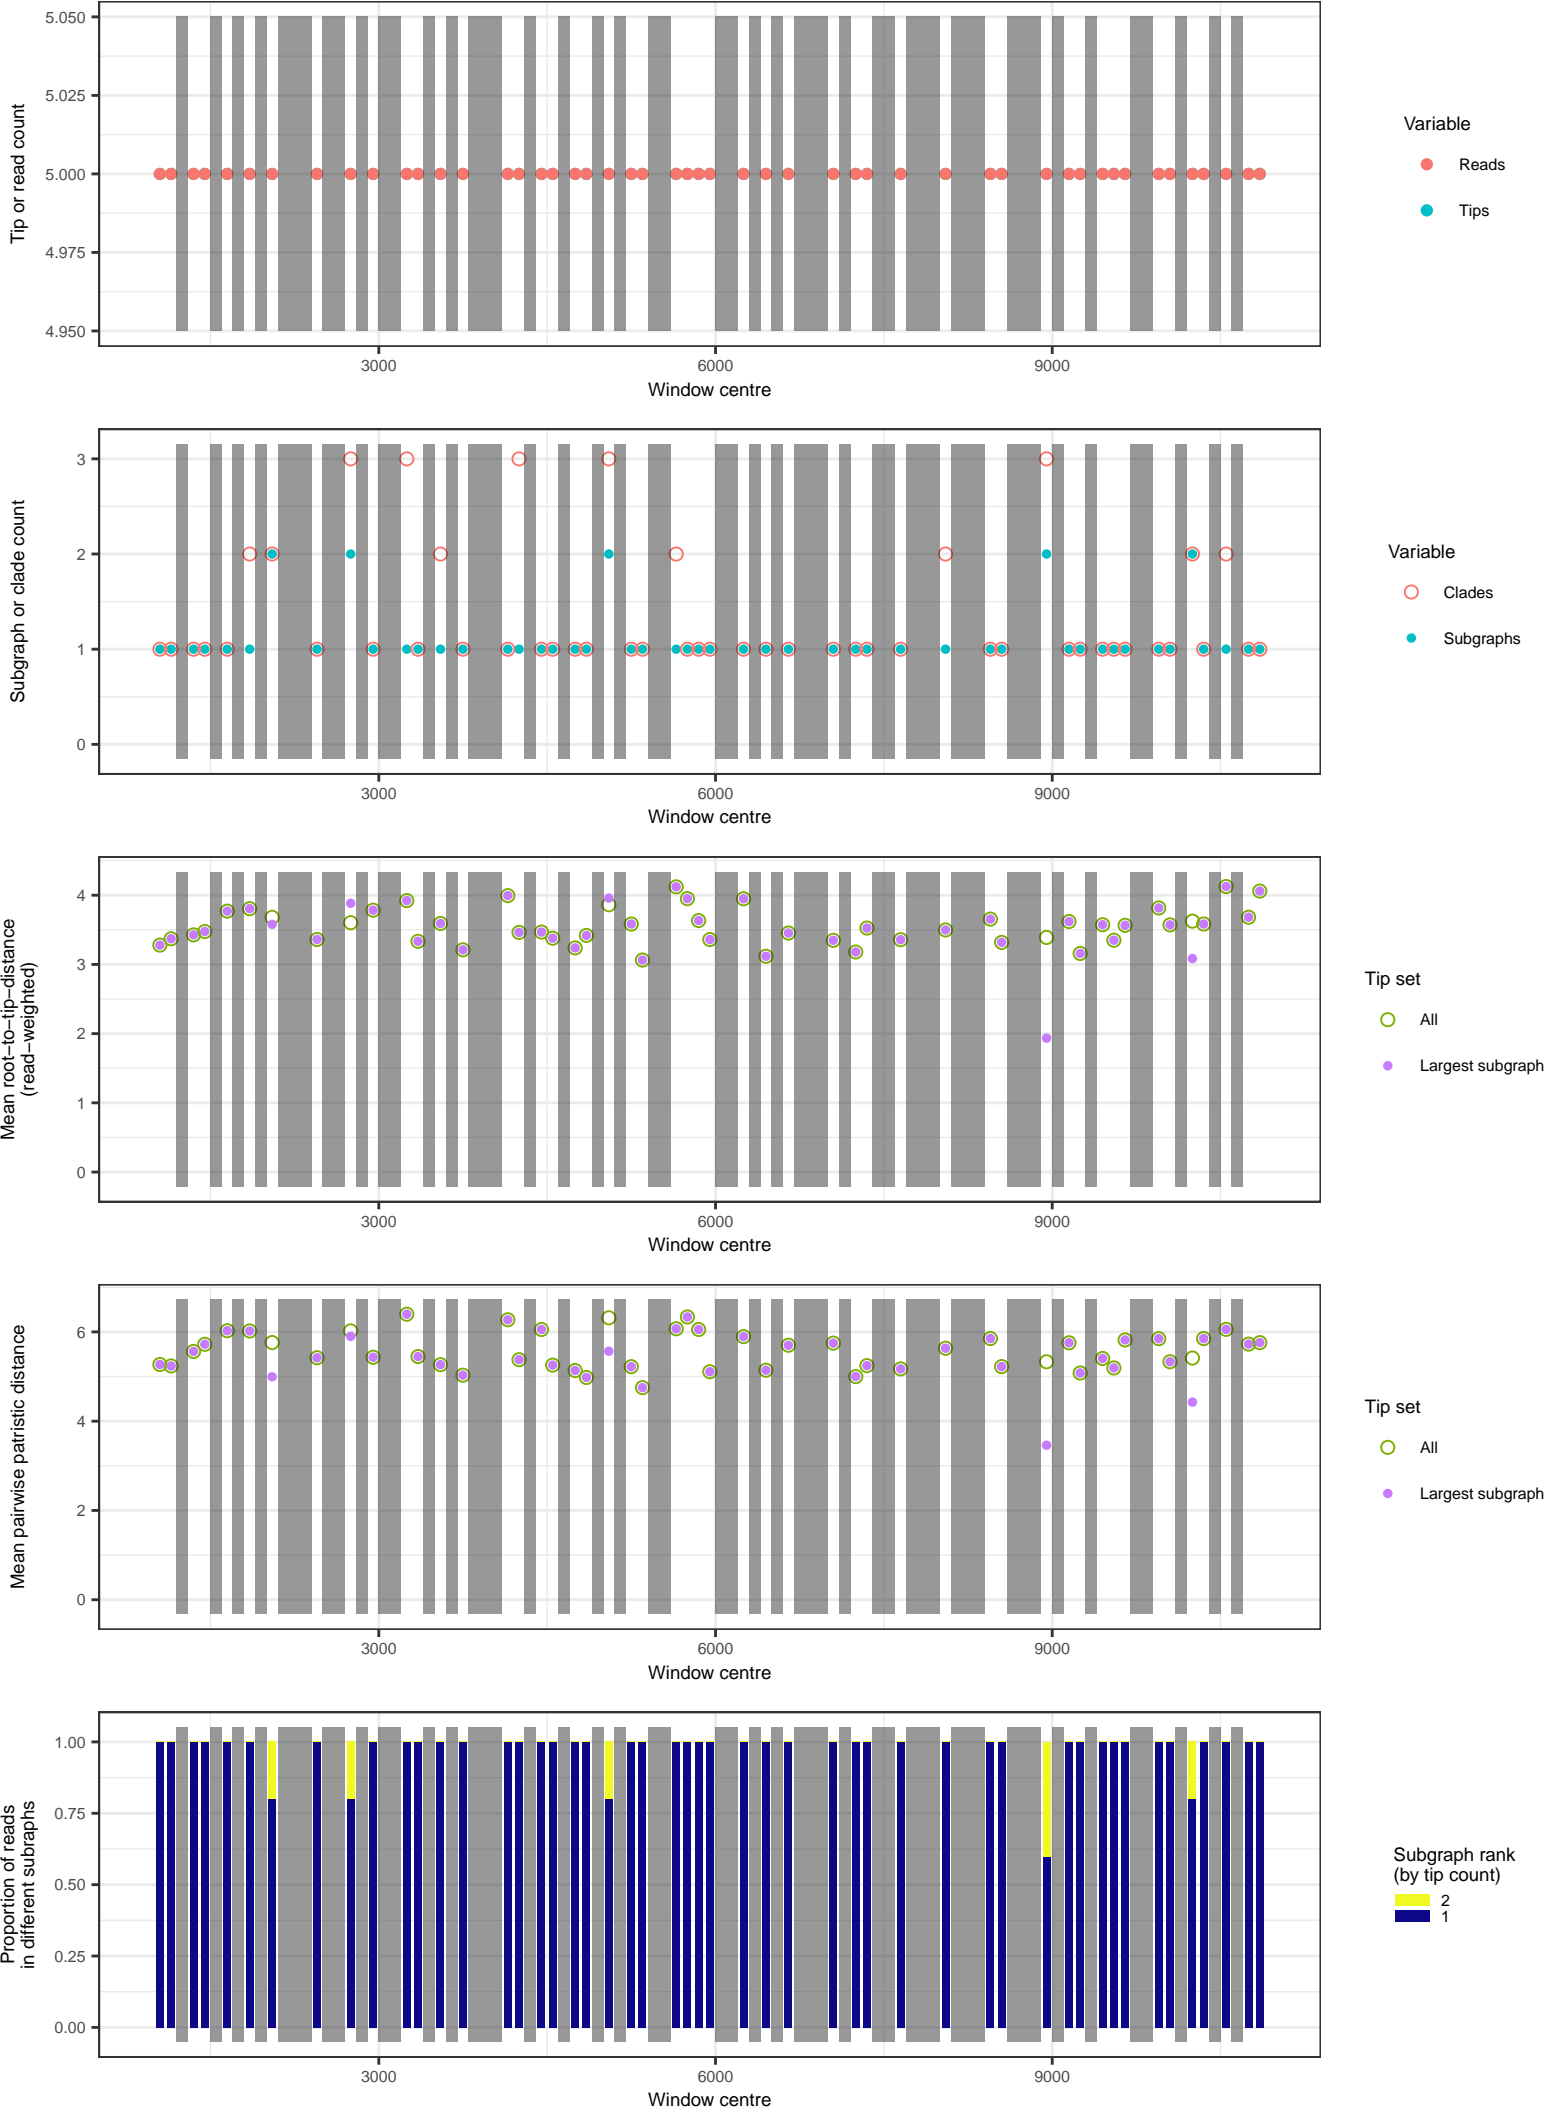 5.050
5.025
5.000
4.975
4.950
Tip or read count
3000
6000
9000
Window centre
Variable
Reads
Tips
3
2
1
0
Subgraph or clade count
3000
6000
9000
Window centre
Variable
Clades
Subgraphs
4
3
2
1
0
Mean root−to−tip−distance
(read−weighted)
3000
6000
9000
Window centre
Tip set
All
Largest subgraph
6
4
2
0
Mean pairwise patristic distance
3000
6000
9000
Window centre
Tip set
All
Largest subgraph
1.00
0.75
0.50
0.25
0.00
Proportion of reads
in different subraphs
3000
6000
9000
Window centre
Subgraph rank
(by tip count)
2
1